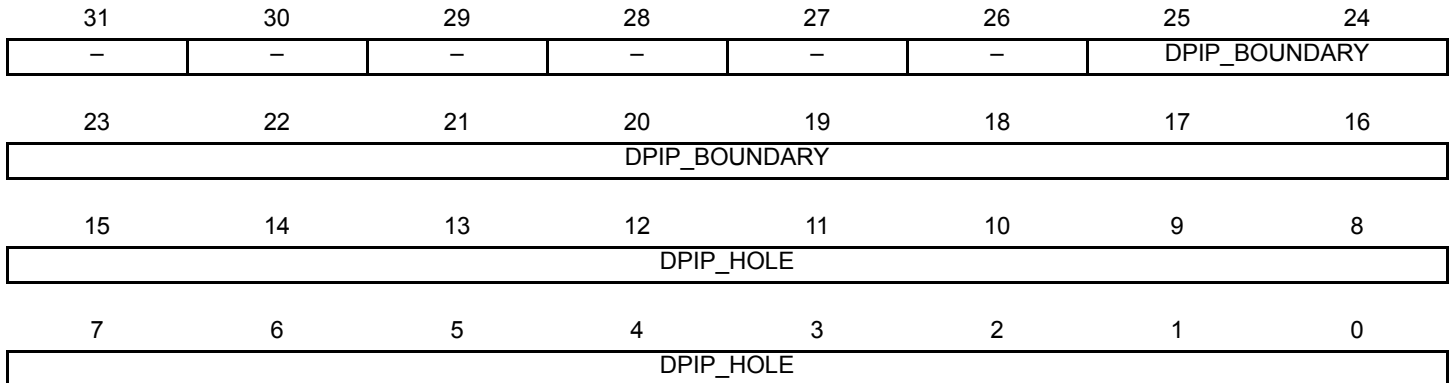 31 30 29 28 27 26 25 24
– – – – – – DPIP_BOUNDARY
23 22 21 20 19 18 17 16
DPIP_BOUNDARY
15 14 13 12 11 10 9 8
DPIP_HOLE
7 6 5 4 3 2 1 0
DPIP_HOLE